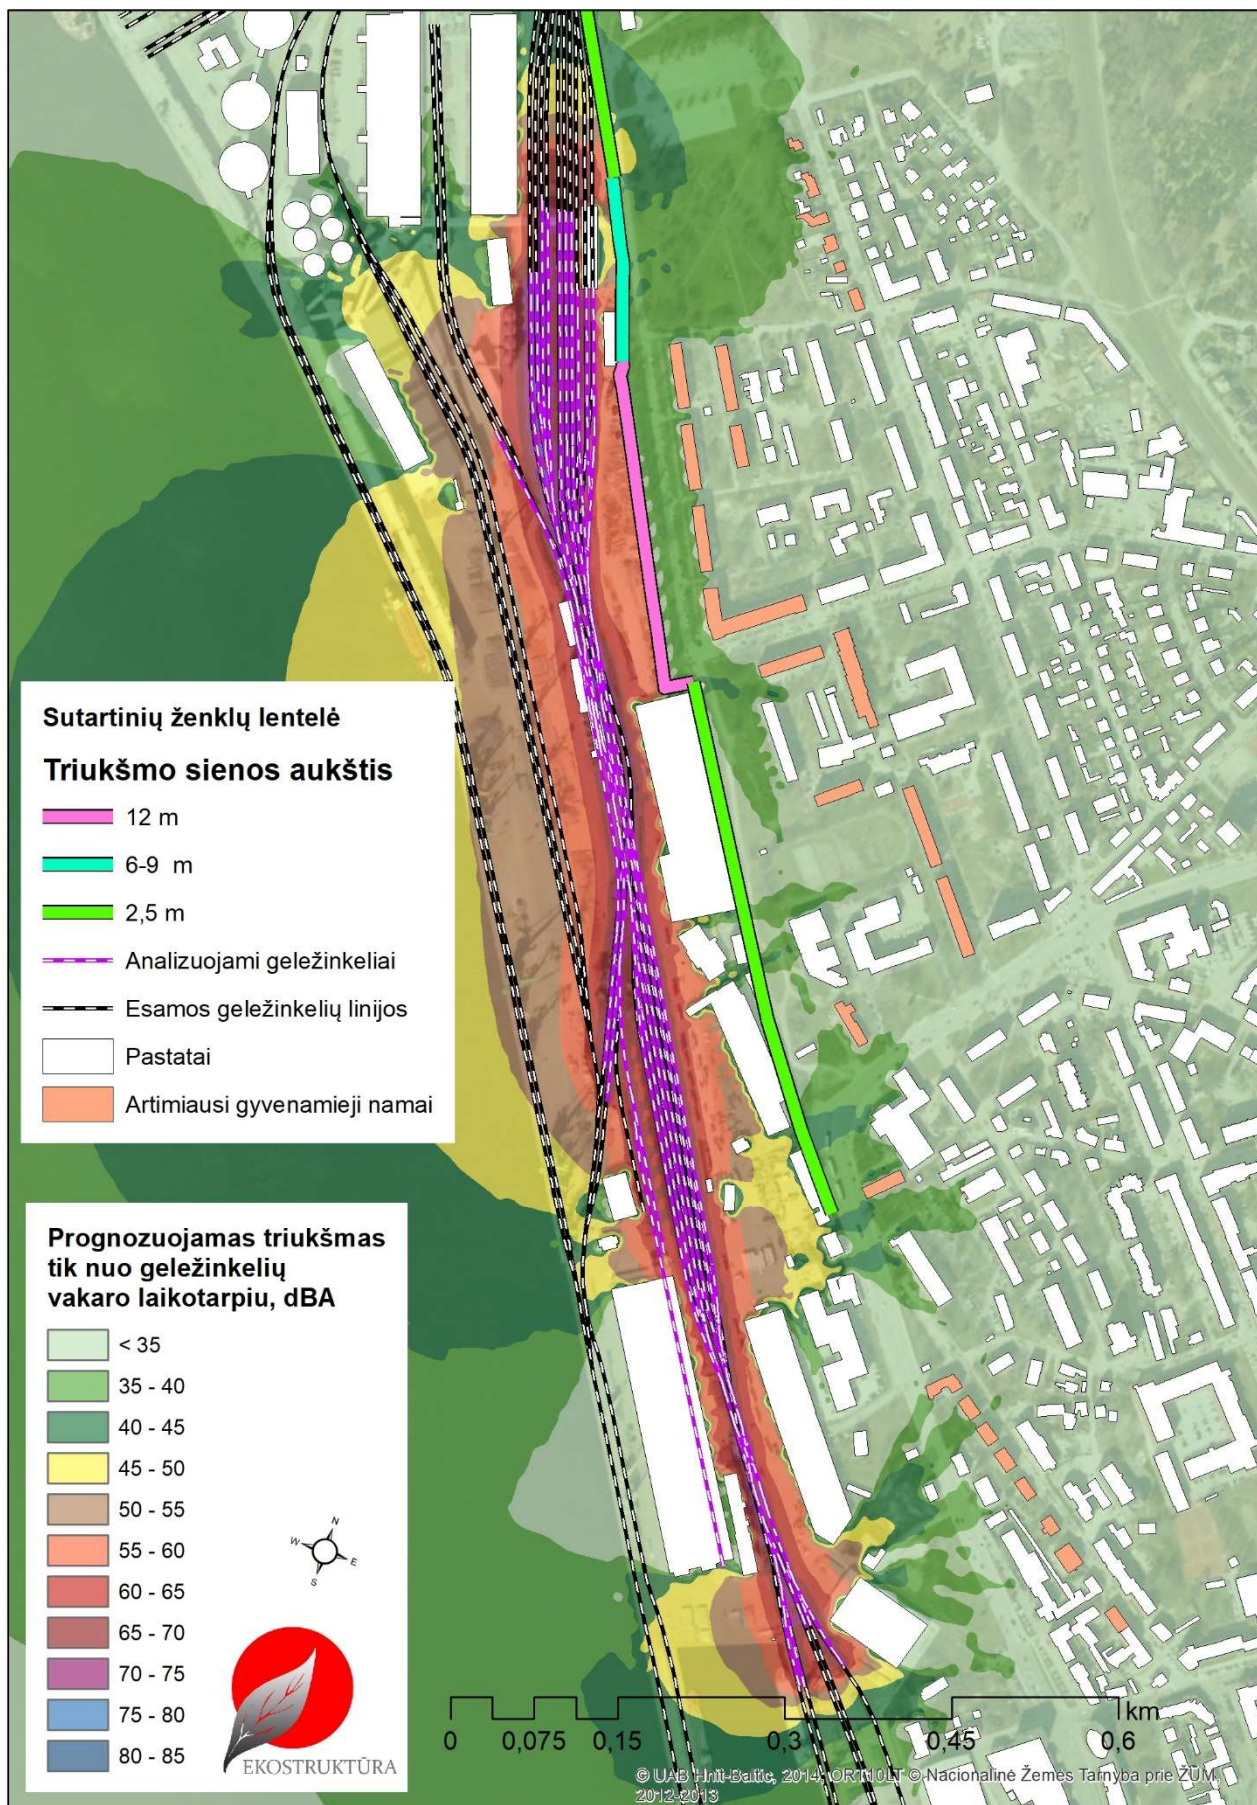 Sutartinių ženklų lentelė
Triukšmo sienos aukštis
12 m
6-9 m
2,5 m
Analizuojami geležinkeliai
Esamos geležinkelių linijos
Pastatai
Artimiausi gyvenamieji namai
Prognozuojamas triukšmas
tik nuo geležinkelių
vakaro laikotarpiu, dBA
< 35
35 - 40
40 - 45
45 - 50
50 - 55
55 - 60
60 - 65
65 - 70
70 - 75
75 - 80
80 - 85
N
W
E
S
EKOSTRUKTŪRA
km
0 0,075 0,15 0,3 0,45 0,6
© UAB Hnit-Baltic, 2014, ORT10LT © Nacionalinė Žemės Tarnyba prie ŽŪM,
2012-2013